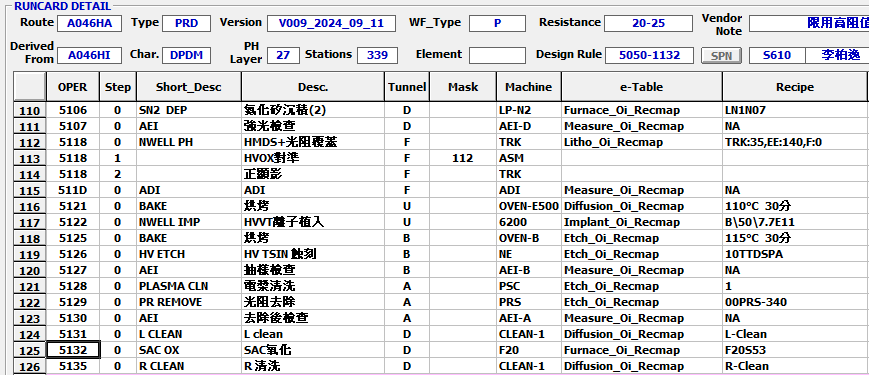 RUNCARD DETAIL
Route A046HA Type PRD Version V009_2024_09_11 WF_Type P Resistance 20-25 Vendor Note 限用高阻值
Derived From A046HI Char. DPDM PH Layer 27 Stations 339 Element Design Rule 5050-1132 SPN S610 李柏逸
OPER Step Short_Desc Desc. Tunnel Mask Machine e-Table Recipe
110 5106 0 SN2 DEP 氮化矽沉積(2) D LP-N2 Furnace_Oi_Recmap LN1N07
111 5107 0 AEI 強光檢查 D AEI-D Measure_Oi_Recmap NA
112 5118 0 NWELL PH HMDS+光阻覆蓋 F TRK Litho_Oi_Recmap TRK:35,EE:140,F:0
113 5118 1 HVOX對準 F 112 ASM
114 5118 2 正顯影 F TRK
115 511D 0 ADI ADI F ADI Measure_Oi_Recmap NA
116 5121 0 BAKE 烘烤 U OVEN-E500 Diffusion_Oi_Recmap 110°C 30分
117 5122 0 NWELL IMP HVVT離子植入 U 6200 Implant_Oi_Recmap B\50\7.7E11
118 5125 0 BAKE 烘烤 B OVEN-B Etch_Oi_Recmap 115°C 30分
119 5126 0 HV ETCH HV TSIN 蝕刻 B NE Etch_Oi_Recmap 10TTDSPA
120 5127 0 AEI 抽樣檢查 B AEI-B Measure_Oi_Recmap NA
121 5128 0 PLASMA CLN 電漿清洗 A PSC Etch_Oi_Recmap 1
122 5129 0 PR REMOVE 光阻去除 A PRS Etch_Oi_Recmap 00PRS-340
123 5130 0 AEI 去除後檢查 A AEI-A Measure_Oi_Recmap NA
124 5131 0 L CLEAN L clean D CLEAN-1 Diffusion_Oi_Recmap L-Clean
125 5132 0 SAC OX SAC氧化 D F20 Furnace_Oi_Recmap F20S53
126 5135 0 R CLEAN R 清洗 D CLEAN-1 Diffusion_Oi_Recmap R-Clean